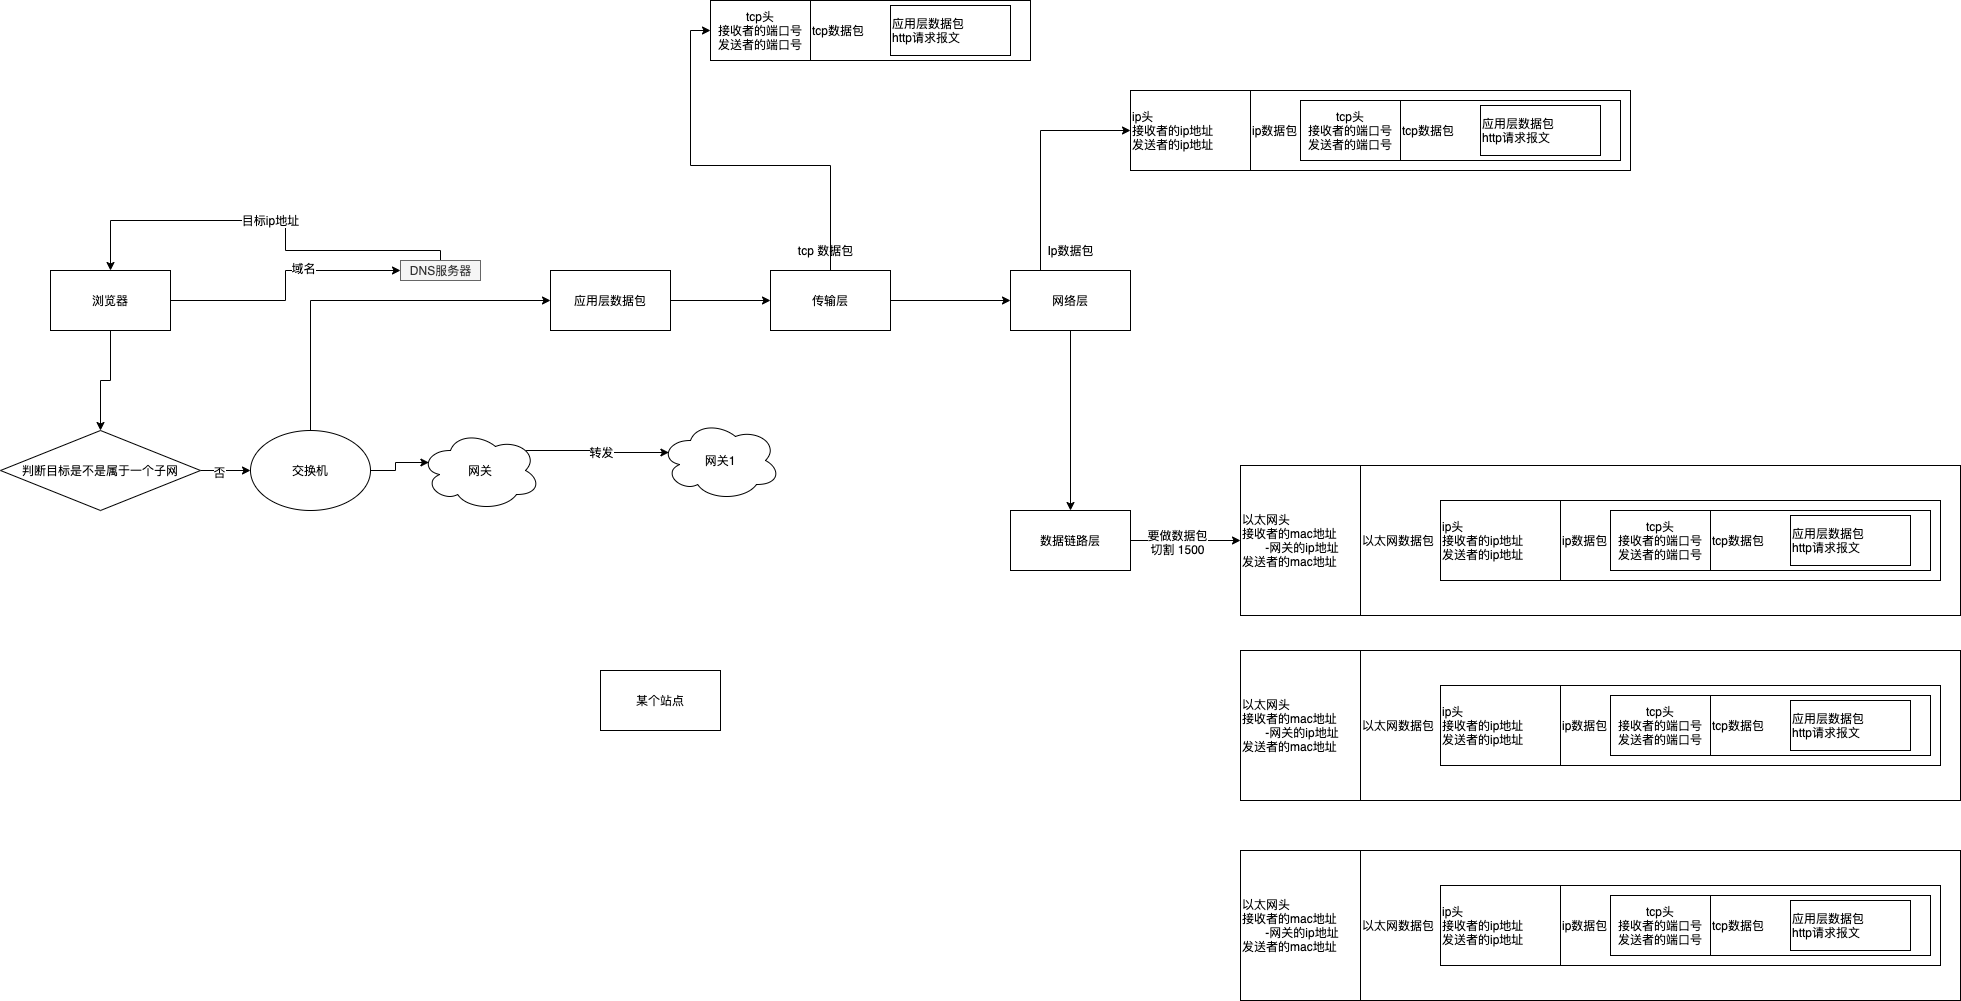 tcp头
接收者的端口号
发送者的端口号
tcp数据包
应用层数据包
http请求报文
ip头
接收者的ip地址
发送者的ip地址
ip数据包
tcp头
接收者的端口号
发送者的端口号
tcp数据包
应用层数据包
http请求报文
目标ip地址
域名
DNS服务器
tcp 数据包
Ip数据包
浏览器
应用层数据包
传输层
网络层
判断目标是不是属于一个子网
否
交换机
网关
转发
网关1
数据链路层
要做数据包
切割 1500
以太网头
接收者的mac地址
-网关的ip地址
发送者的mac地址
以太网数据包
ip头
接收者的ip地址
发送者的ip地址
ip数据包
tcp头
接收者的端口号
发送者的端口号
tcp数据包
应用层数据包
http请求报文
某个站点
以太网头
接收者的mac地址
-网关的ip地址
发送者的mac地址
以太网数据包
ip头
接收者的ip地址
发送者的ip地址
ip数据包
tcp头
接收者的端口号
发送者的端口号
tcp数据包
应用层数据包
http请求报文
以太网头
接收者的mac地址
-网关的ip地址
发送者的mac地址
以太网数据包
ip头
接收者的ip地址
发送者的ip地址
ip数据包
tcp头
接收者的端口号
发送者的端口号
tcp数据包
应用层数据包
http请求报文